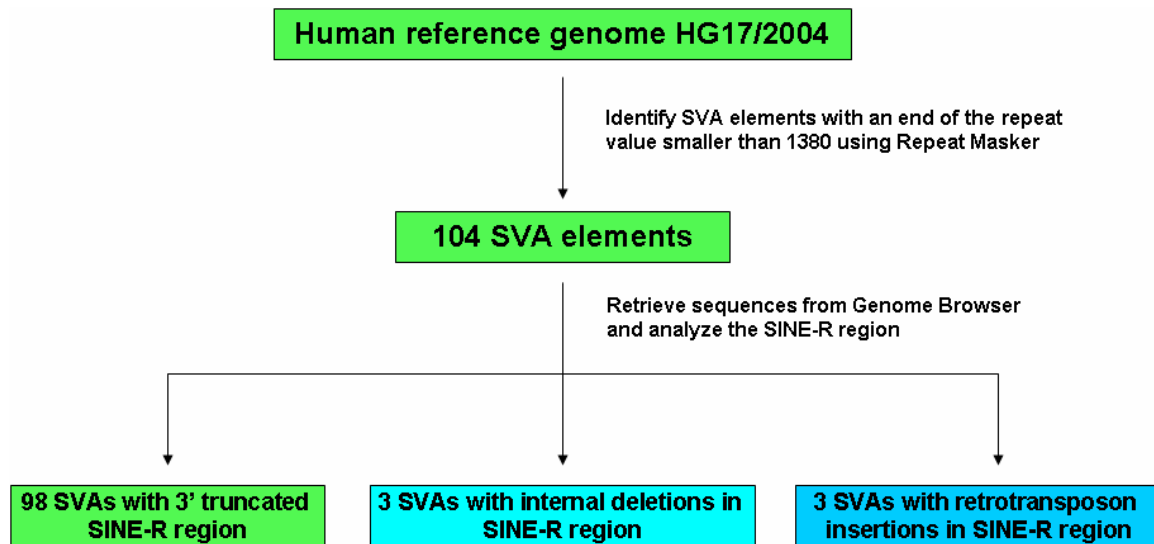 Human reference genome HG17/2004
Identify SVA elements with an end of the repeat
value smaller than 1380 using Repeat Masker
104 SVA elements
Retrieve sequences from Genome Browser
and analyze the SINE-R region
98 SVAs with 3’ truncated
SINE-R region
3 SVAs with internal deletions in
SINE-R region
3 SVAs with retrotransposon
insertions in SINE-R region